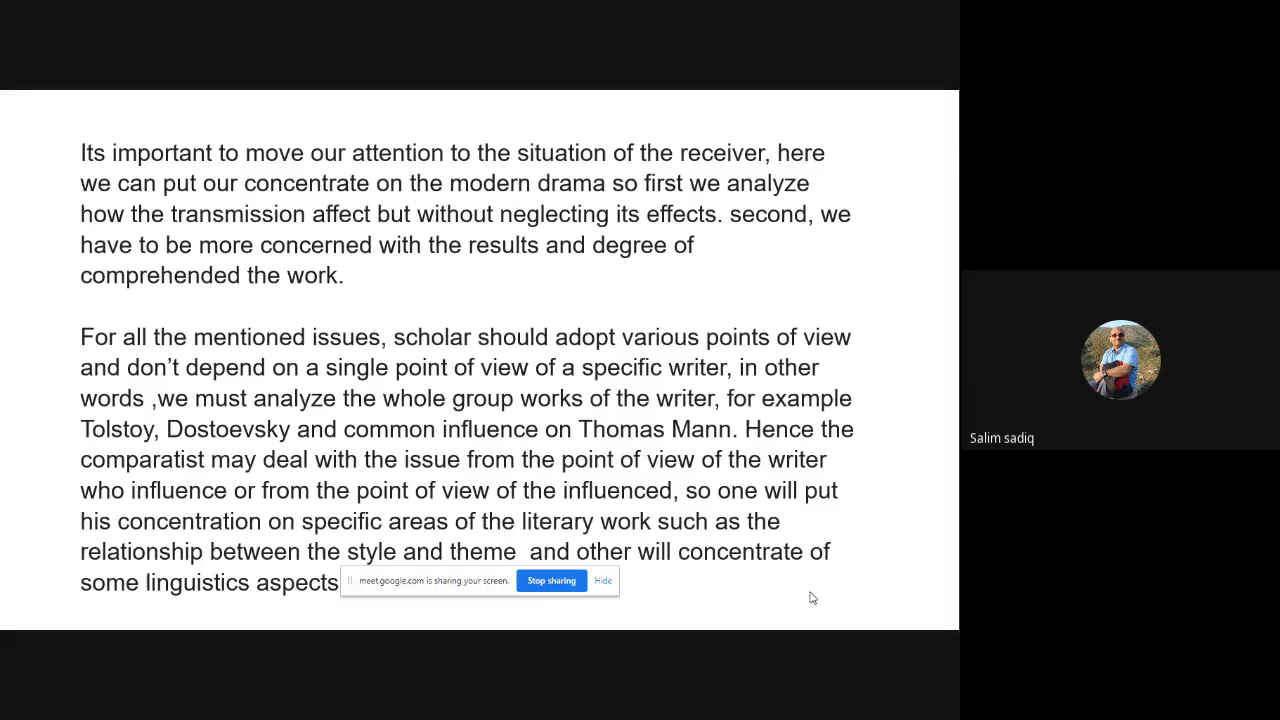 Its important to move our attention to the situation of the receiver, here
we can put our concentrate on the modern drama so first we analyze
how the transmission affect but without neglecting its effects. second, we
have to be more concerned with the results and degree of
comprehended the work.
For all the mentioned issues, scholar should adopt various points of view
and don’t depend on a single point of view of a specific writer, in other
words ,we must analyze the whole group works of the writer, for example
Tolstoy, Dostoevsky and common influence on Thomas Mann. Hence the
comparatist may deal with the issue from the point of view of the writer
who influence or from the point of view of the influenced, so one will put
his concentration on specific areas of the literary work such as the
relationship between the style and theme  and other will concentrate of
some linguistics aspects
meet.google.com is sharing your screen. Stop sharing Hide
Salim sadiq